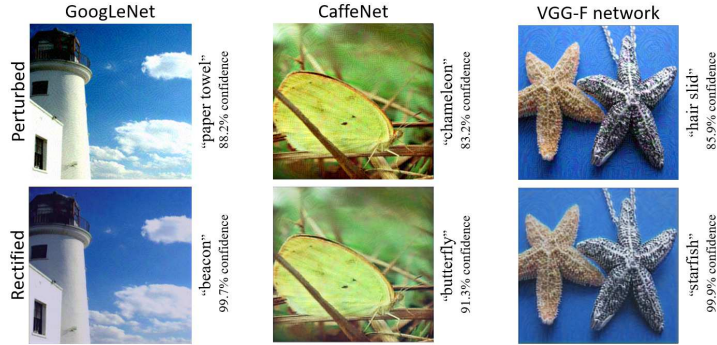 GoogLeNet
CaffeNet
VGG-F network
Perturbed
“paper towel”
88.2% confidence
“chameleon”
83.2% confidence
“hair slid”
85.9% confidence
Rectified
“beacon”
99.7% confidence
“butterfly”
91.3% confidence
“starfish”
99.9% confidence